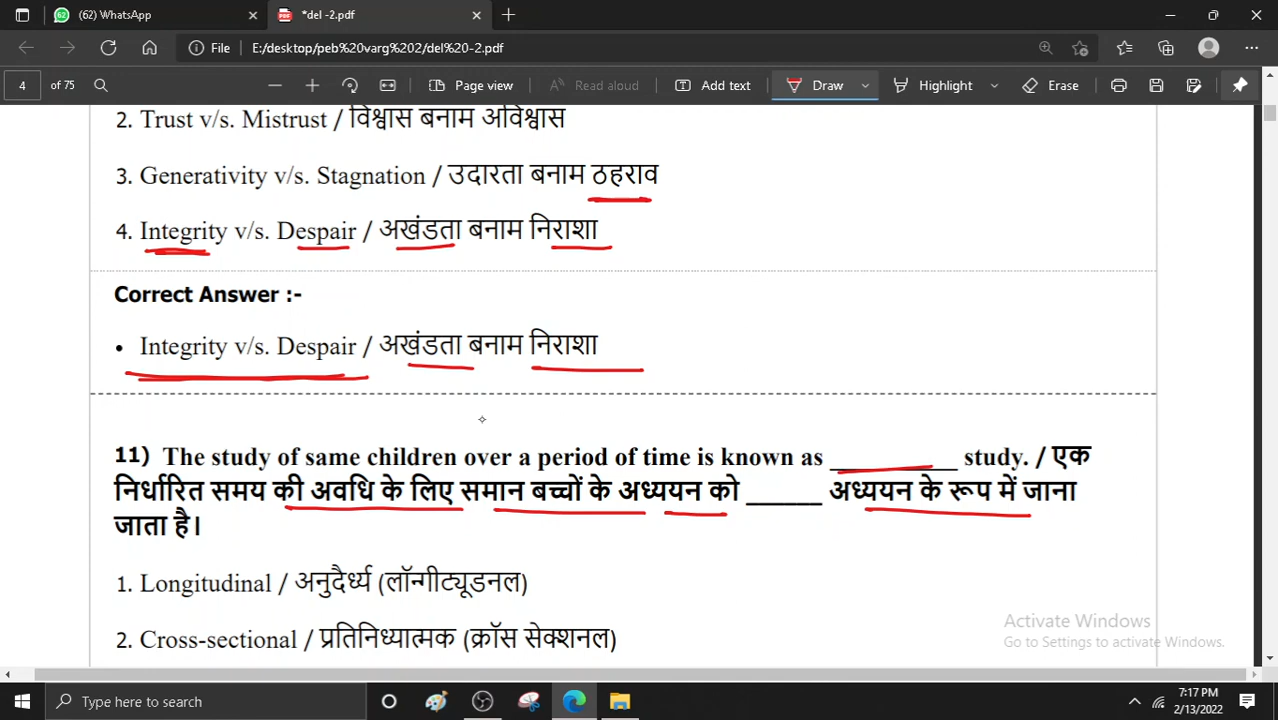 (62) WhatsApp
*del -2.pdf
File E:/desktop/peb%20varg%202/del%20-2.pdf
4 of 75 Page view Read aloud Add text Draw Highlight Erase
2. Trust v/s. Mistrust / विश्वास बनाम अविश्वास
3. Generativity v/s. Stagnation / उदारता बनाम ठहराव
4. Integrity v/s. Despair / अखंडता बनाम निराशा
Correct Answer :-
• Integrity v/s. Despair / अखंडता बनाम निराशा
11) The study of same children over a period of time is known as __________ study. / एक
निर्धारित समय की अवधि के लिए समान बच्चों के अध्ययन को ______ अध्ययन के रूप में जाना
जाता है।
1. Longitudinal / अनुदैर्ध्य (लॉन्गीट्यूडनल)
2. Cross-sectional / प्रतिनिध्यात्मक (क्रॉस सेक्शनल)
Activate Windows
Go to Settings to activate Windows.
Type here to search
7:17 PM
2/13/2022